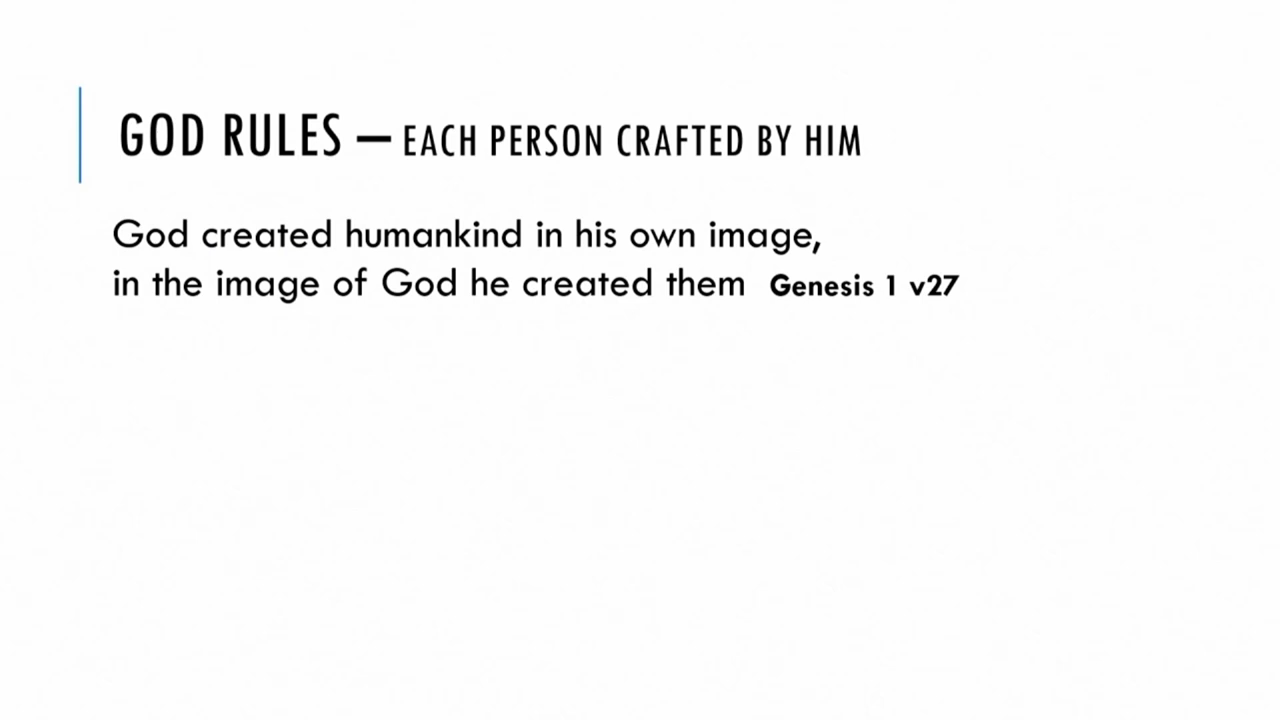 GOD RULES – EACH PERSON CRAFTED BY HIM
God created humankind in his own image,
in the image of God he created them Genesis 1 v27